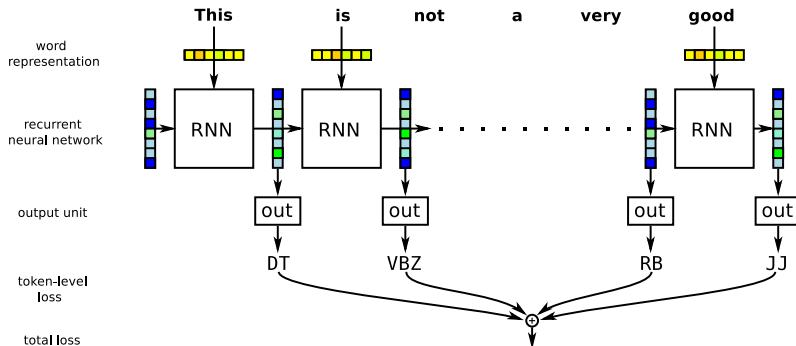 This is not a very good
word
representation
recurrent
neural network
RNN RNN RNN
output unit
out out out out
DT VBZ RB JJ
token-level
loss
total loss